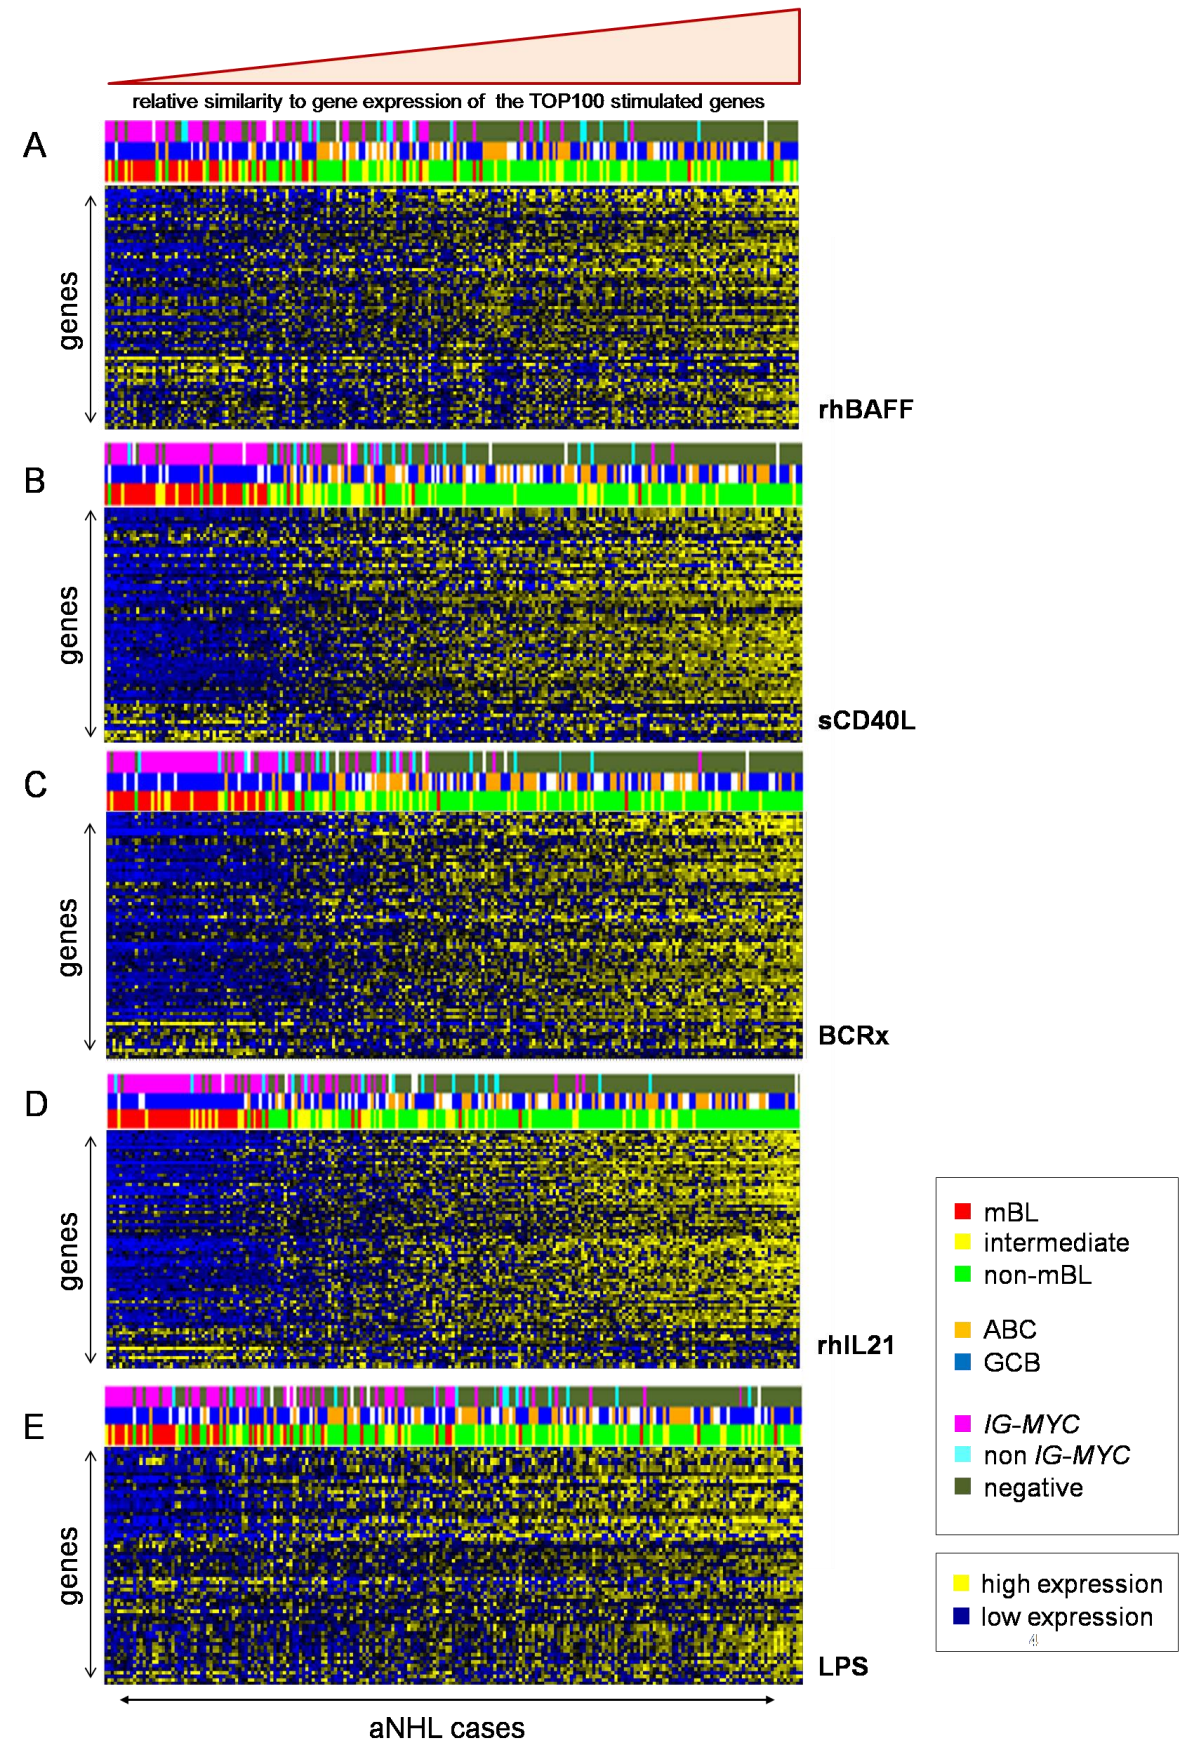 relative similarity to gene expression of the TOP100 stimulated genes
A
genes
rhBAFF
B
genes
sCD40L
C
genes
BCRx
D
genes
rhIL21
E
genes
LPS
aNHL cases
mBL
intermediate
non-mBL
ABC
GCB
IG-MYC
non IG-MYC
negative
high expression
low expression